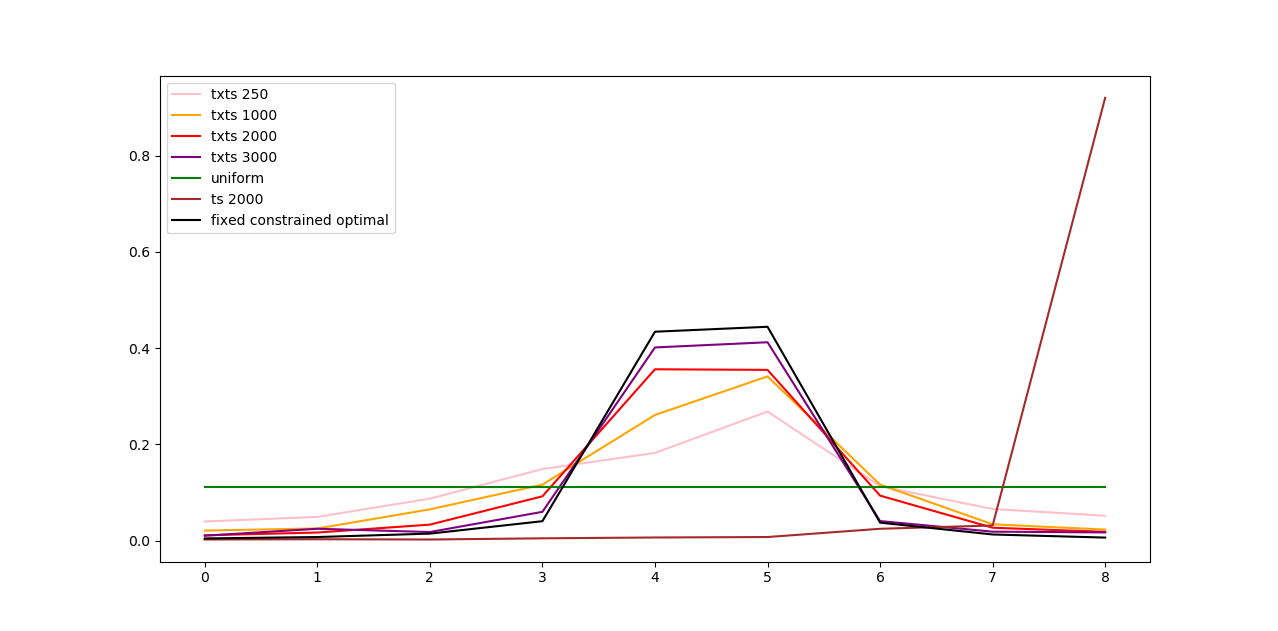 txts 250
txts 1000
txts 2000
txts 3000
uniform
ts 2000
fixed constrained optimal
0.8
0.6
0.4
0.2
0.0
0 1 2 3 4 5 6 7 8